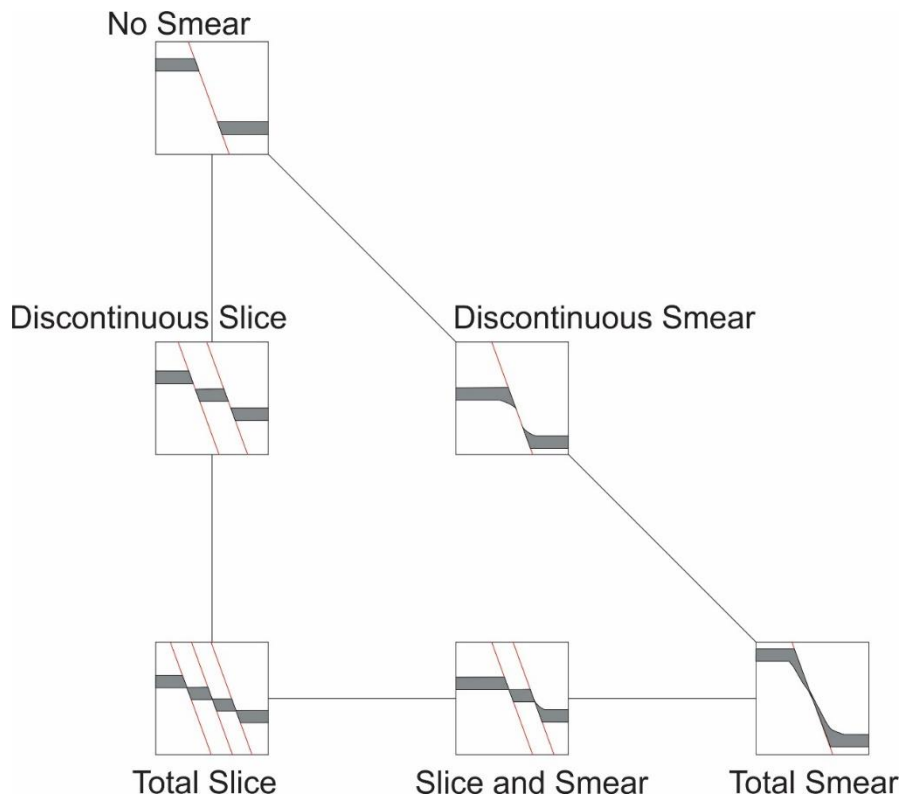 No Smear
Discontinuous Slice
Discontinuous Smear
Total Slice
Slice and Smear
Total Smear